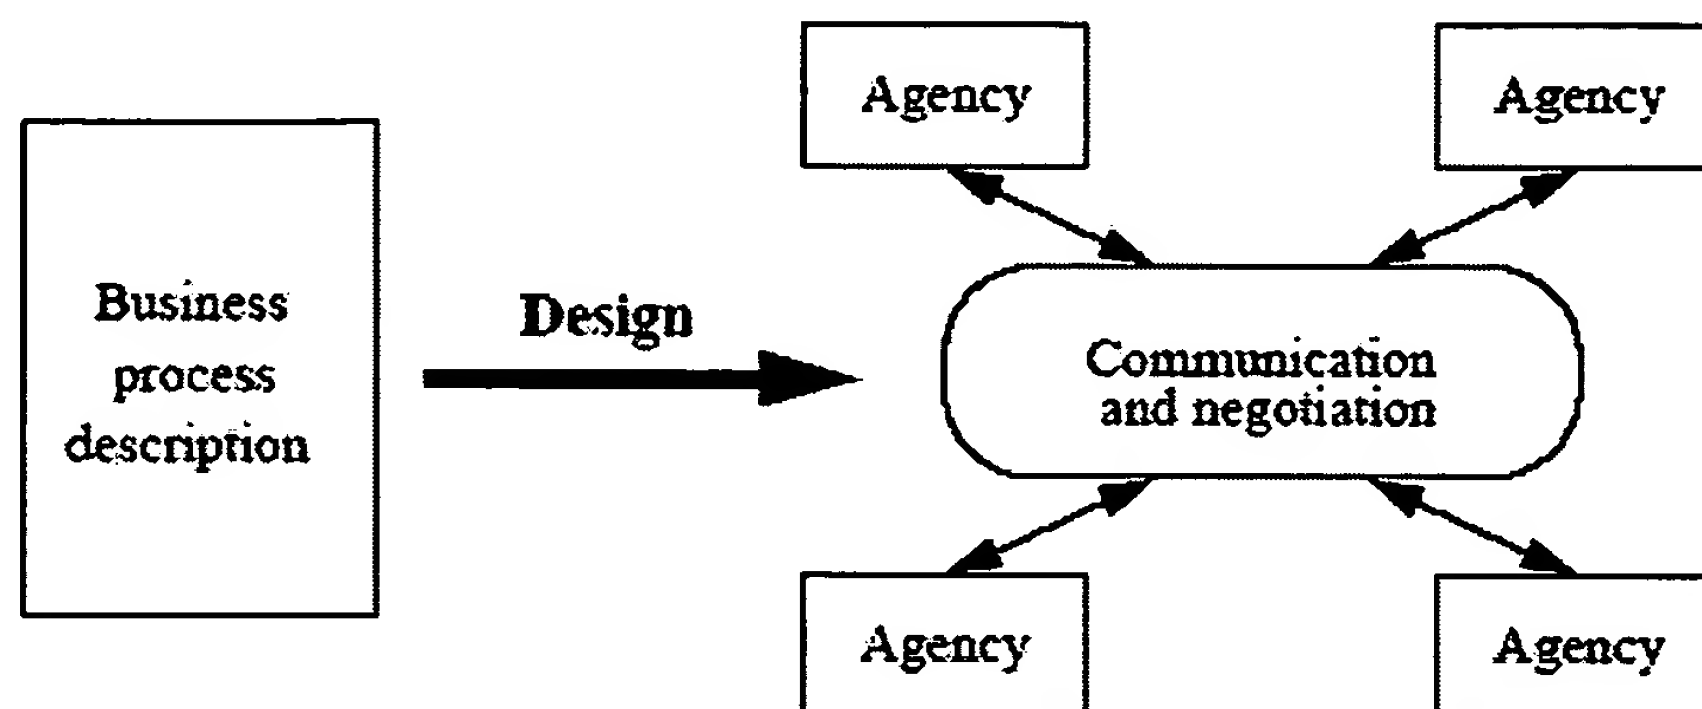 Agency
Agency
Business
process
description
Design
Communication
and negotiation
Agency
Agency